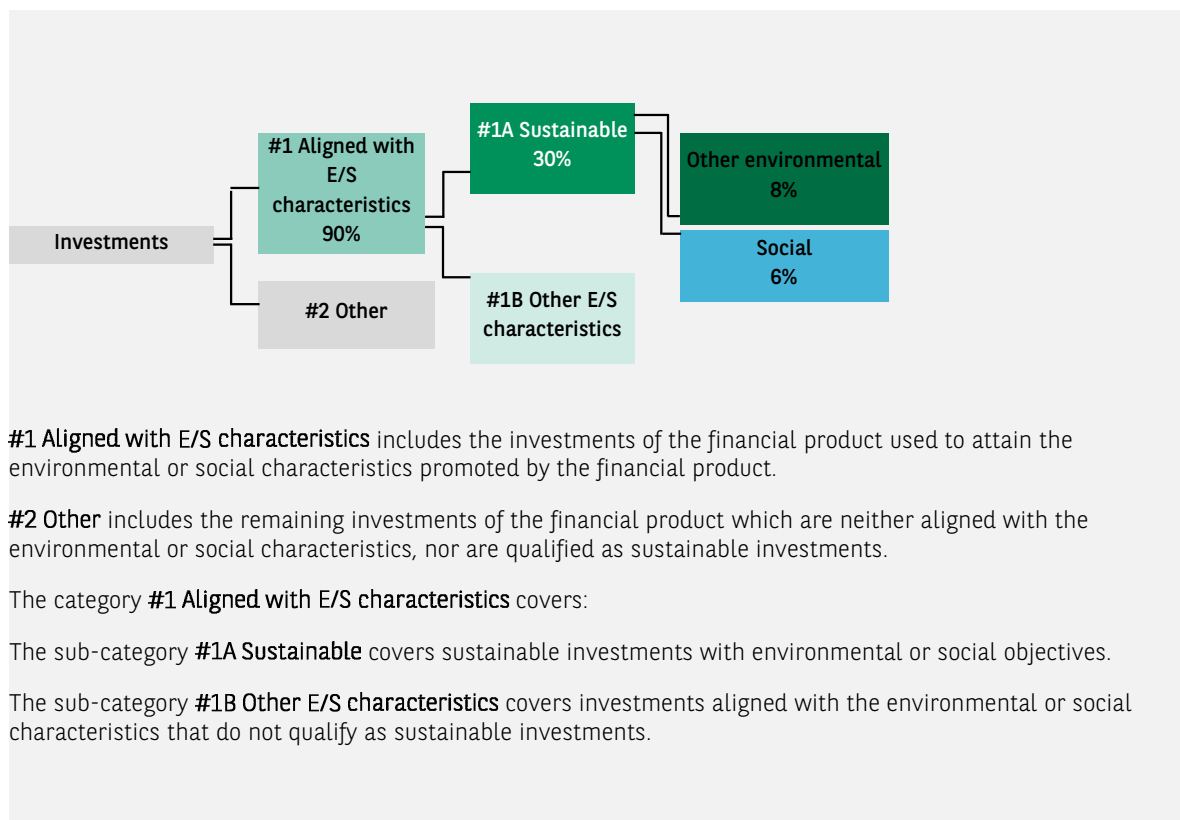 #1A Sustainable
30%
#1 Aligned with
E/S
characteristics
90%
Other environmental
8%
Investments
Social
6%
#2 Other
#1B Other E/S
characteristics
#1 Aligned with E/S characteristics includes the investments of the financial product used to attain the
environmental or social characteristics promoted by the financial product.
#2 Other includes the remaining investments of the financial product which are neither aligned with the
environmental or social characteristics, nor are qualified as sustainable investments.
The category #1 Aligned with E/S characteristics covers:
The sub-category #1A Sustainable covers sustainable investments with environmental or social objectives.
The sub-category #1B Other E/S characteristics covers investments aligned with the environmental or social
characteristics that do not qualify as sustainable investments.